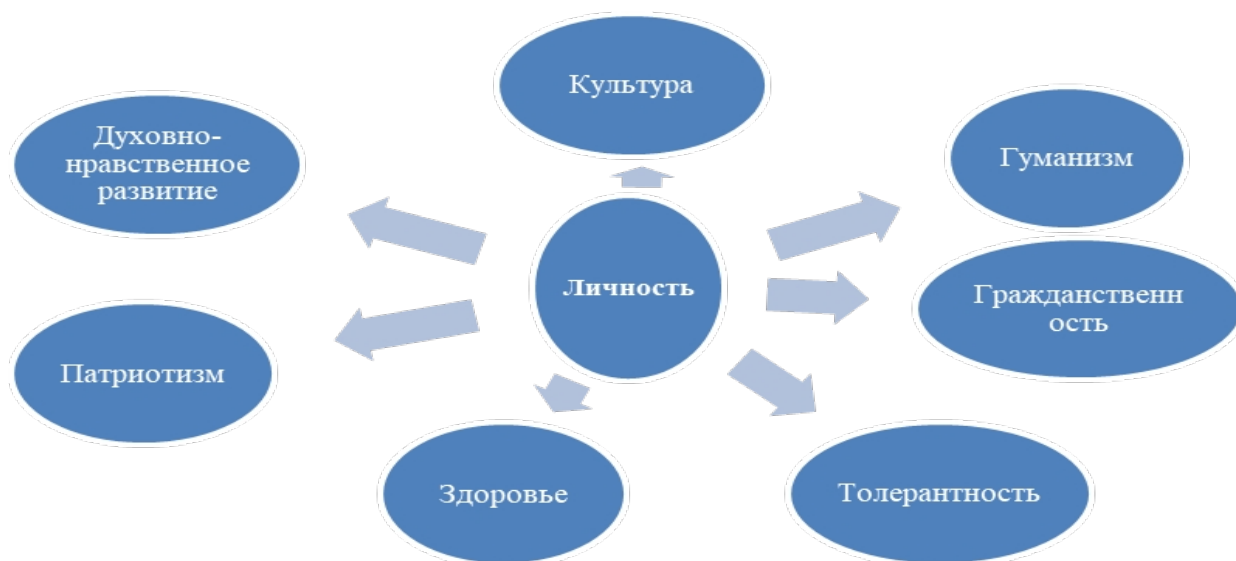 Культура
Духовно-
нравственное
развитие
Гуманизм
Личность
Гражданственн
ость
Патриотизм
Здоровье
Толерантность